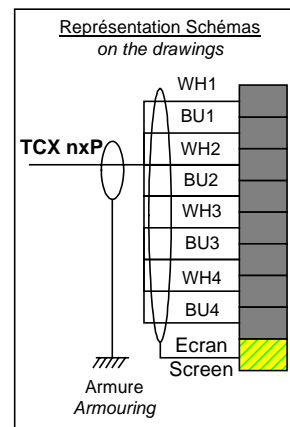 Représentation Schémas
on the drawings
WH1
BU1
TCX nxP
WH2
BU2
WH3
BU3
WH4
BU4
Ecran
Screen
Armure
Armouring